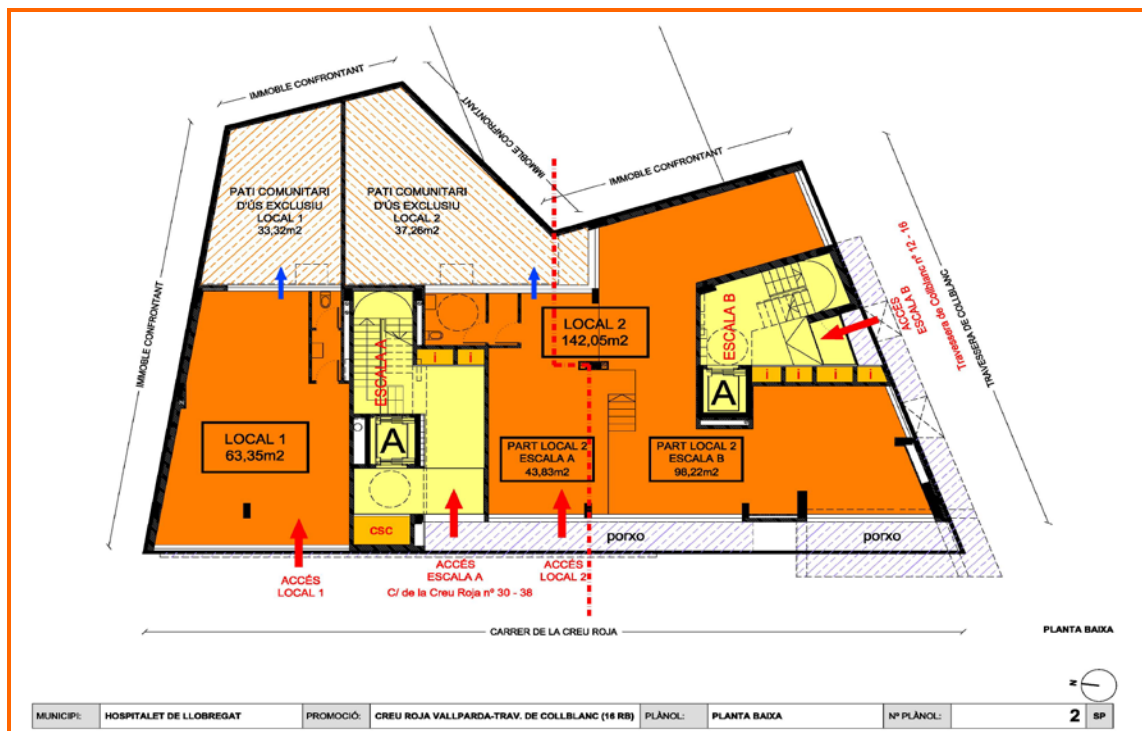 IMMOBLE CONFRONTANT
IMMOBLE CONFRONTANT
IMMOBLE CONFRONTANT
IMMOBLE CONFRONTANT
TRAVESSERA DE COLLBLANC
PATI COMUNITARI
D'ÚS EXCLUSIU
LOCAL 1
33,32m2
PATI COMUNITARI
D'ÚS EXCLUSIU
LOCAL 2
37,26m2
ACCÉS
ESCALA B
Travessera de Collblanc nº 12 - 16
ESCALA A
ESCALA B
LOCAL 2
142,05m2
i
i
i
i
i
i
A
A
LOCAL 1
63,35m2
PART LOCAL 2
ESCALA A
43,83m2
PART LOCAL 2
ESCALA B
98,22m2
CSC
porxo
porxo
ACCÉS
LOCAL 1
ACCÉS
ESCALA A
C/ de la Creu Roja nº 30 - 38
ACCÉS
LOCAL 2
CARRER DE LA CREU ROJA
PLANTA BAIXA
N
MUNICIPI: HOSPITALET DE LLOBREGAT PROMOCIÓ: CREU ROJA VALLPARDA-TRAV. DE COLLBLANC (16 RB) PLÀNOL: PLANTA BAIXA Nº PLÀNOL: 2 SP